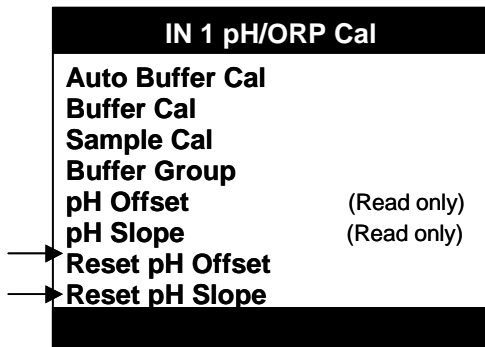 IN 1 pH/ORP Cal
Auto Buffer Cal
Buffer Cal
Sample Cal
Buffer Group
pH Offset (Read only)
pH Slope (Read only)
Reset pH Offset
Reset pH Slope